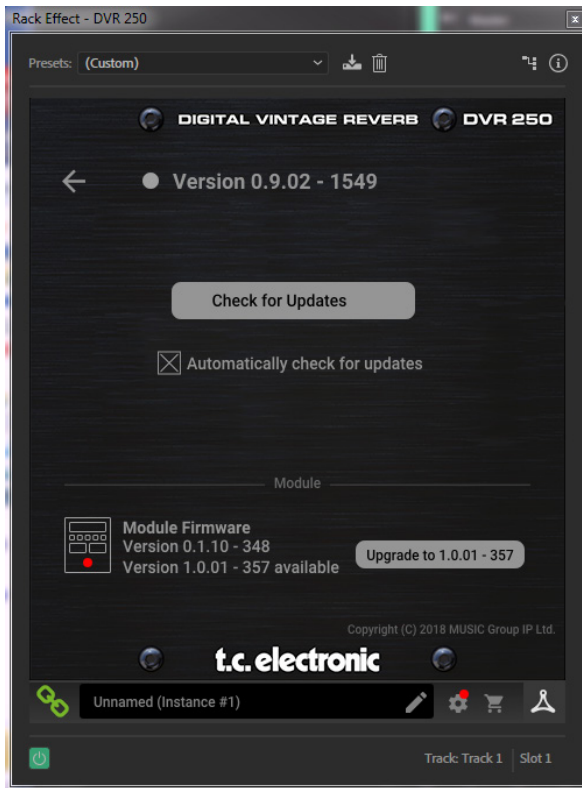 Rack Effect - DVR 250
Presets: (Custom)
DIGITAL VINTAGE REVERB DVR 250
Version 0.9.02 - 1549
Check for Updates
Automatically check for updates
Module
Module Firmware
Version 0.1.10 - 348
Version 1.0.01 - 357 available
Upgrade to 1.0.01 - 357
Copyright (C) 2018 MUSIC Group IP Ltd.
t.c. electronic
Unnamed (Instance #1)
Track: Track 1 Slot 1